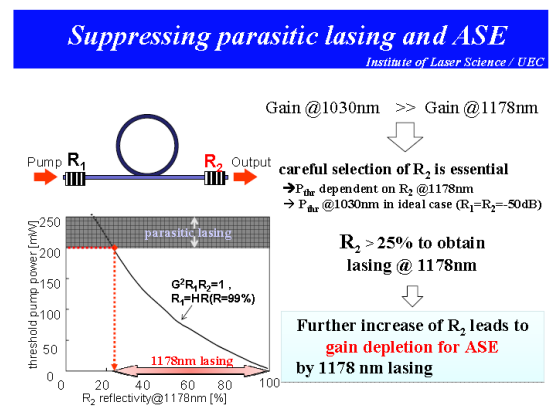 Suppressing parasitic lasing and ASE
Institute of Laser Science / UEC
Gain @1030nm >> Gain @1178nm
Pump R1 R2 Output
careful selection of R2 is essential
➔Pthr dependent on R2 @1178nm
→ Pthr @1030nm in ideal case (R1=R2=-50dB)
R2 > 25% to obtain
lasing @ 1178nm
Further increase of R2 leads to
gain depletion for ASE
by 1178 nm lasing
threshold pump power [mW]
250
200
150
100
50
0
parasitic lasing
G²R1R2=1 ,
R1=HR(R=99%)
1178nm lasing
0 20 40 60 80 100
R2 reflectivity@1178nm [%]